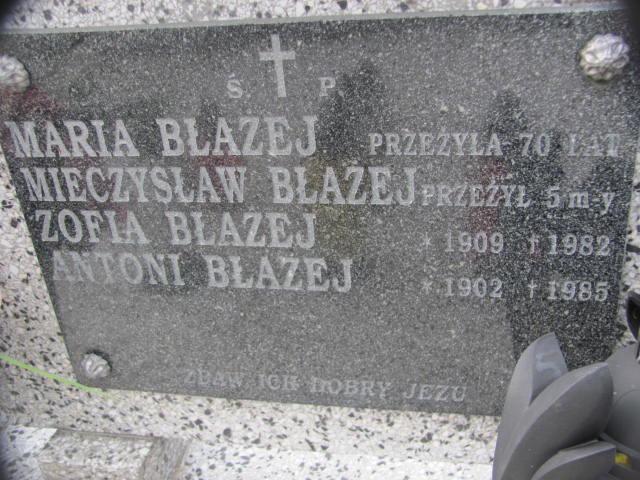 Ś. P.
MARIA BŁAŻEJ PRZEŻYŁA 70 LAT
MIECZYSŁAW BŁAŻEJ PRZEŻYŁ 5 m-y
ZOFIA BŁAŻEJ * 1909 † 1982
ANTONI BŁAŻEJ * 1902 † 1985
ZBAW ICH DOBRY JEZU